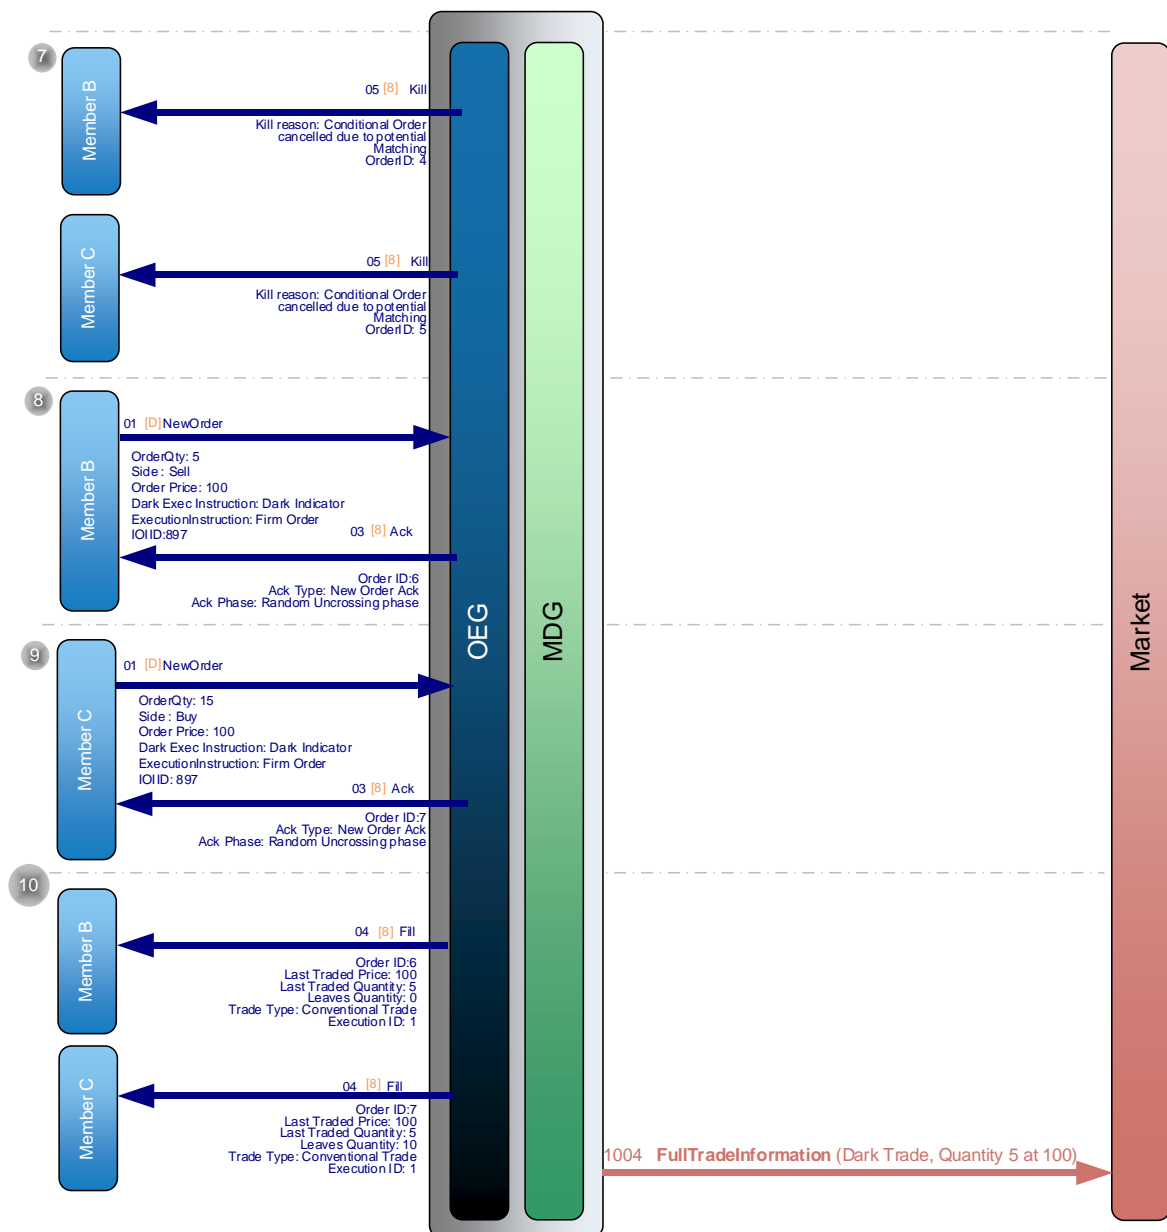 7
Member B
05 [8] Kill
Kill reason: Conditional Order
cancelled due to potential
Matching
OrderID: 4
Member C
05 [8] Kill
Kill reason: Conditional Order
cancelled due to potential
Matching
OrderID: 5
8
Member B
01 [D] NewOrder
OrderQty: 5
Side : Sell
Order Price: 100
Dark Exec Instruction: Dark Indicator
ExecutionInstruction: Firm Order
IOIID:897
03 [8] Ack
Order ID:6
Ack Type: New Order Ack
Ack Phase: Random Uncrossing phase
OEG
MDG
Market
9
Member C
01 [D] NewOrder
OrderQty: 15
Side : Buy
Order Price: 100
Dark Exec Instruction: Dark Indicator
ExecutionInstruction: Firm Order
IOIID: 897
03 [8] Ack
Order ID:7
Ack Type: New Order Ack
Ack Phase: Random Uncrossing phase
10
Member B
04 [8] Fill
Order ID:6
Last Traded Price: 100
Last Traded Quantity: 5
Leaves Quantity: 0
Trade Type: Conventional Trade
Execution ID: 1
Member C
04 [8] Fill
Order ID:7
Last Traded Price: 100
Last Traded Quantity: 5
Leaves Quantity: 10
Trade Type: Conventional Trade
Execution ID: 1
1004 FullTradeInformation (Dark Trade, Quantity 5 at 100)